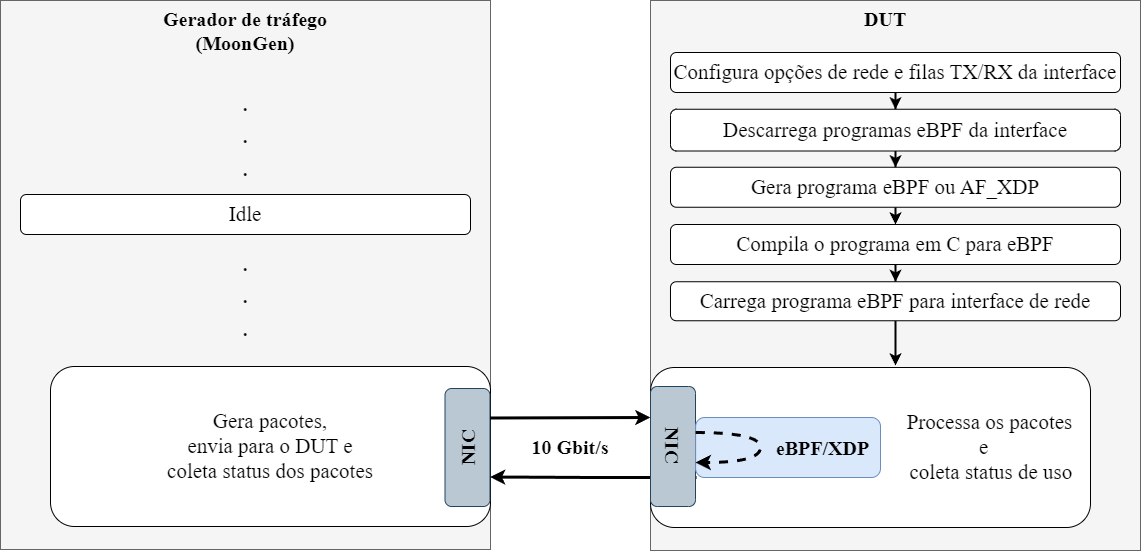 Gerador de tráfego
(MoonGen)
.
.
.
Idle
.
.
.
Gera pacotes,
envia para o DUT e
coleta status dos pacotes
NIC
10 Gbit/s
DUT
Configura opções de rede e filas TX/RX da interface
Descarrega programas eBPF da interface
Gera programa eBPF ou AF_XDP
Compila o programa em C para eBPF
Carrega programa eBPF para interface de rede
NIC
eBPF/XDP
Processa os pacotes
e
coleta status de uso